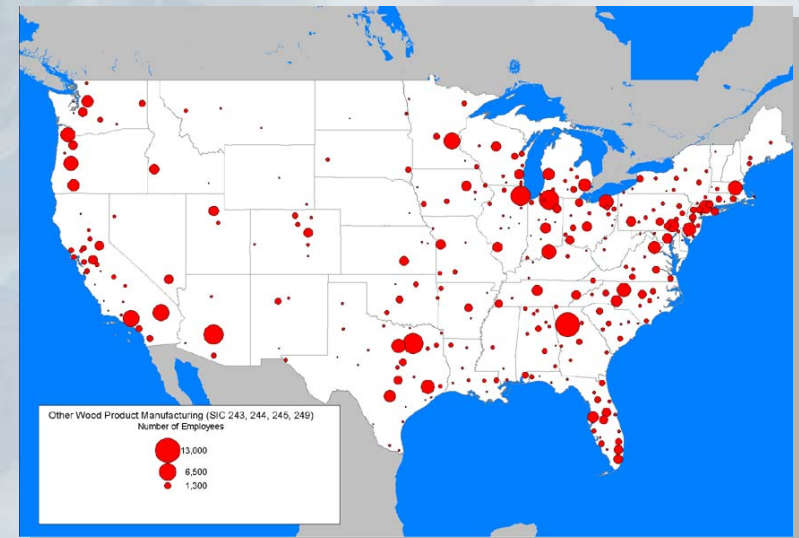 Other Wood Product Manufacturing (SIC 243, 244, 245, 249)
Number of Employees
13,000
6,500
1,300